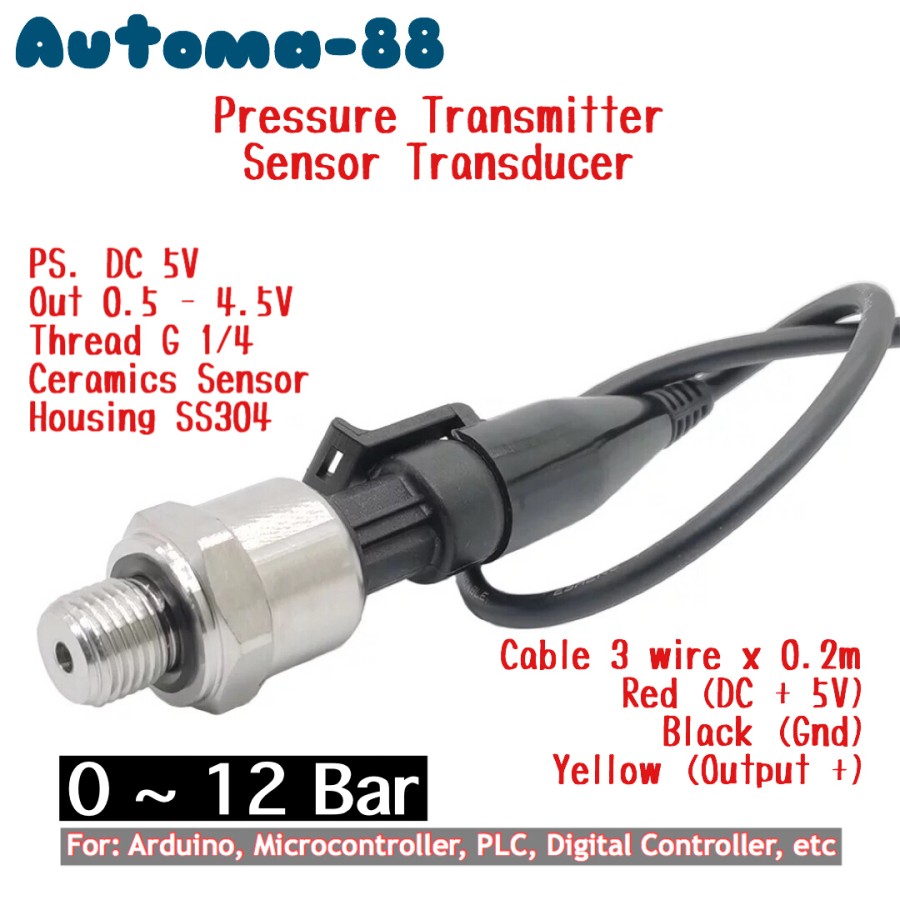 Automa-88
Pressure Transmitter
Sensor Transducer
PS. DC 5V
Out 0.5 - 4.5V
Thread G 1/4
Ceramics Sensor
Housing SS304
Cable 3 wire x 0.2m
Red (DC + 5V)
Black (Gnd)
Yellow (Output +)
0 ~ 12 Bar
For: Arduino, Microcontroller, PLC, Digital Controller, etc